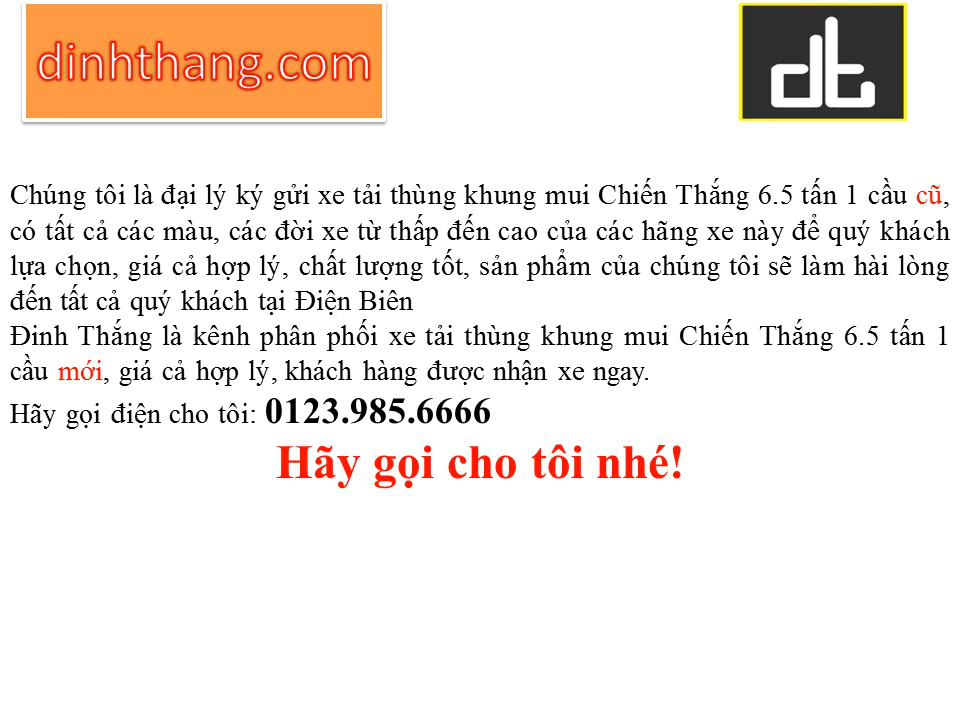 dinhthang.com
dt
Chúng tôi là đại lý ký gửi xe tải thùng khung mui Chiến Thắng 6.5 tấn 1 cầu cũ,
có tất cả các màu, các đời xe từ thấp đến cao của các hãng xe này để quý khách
lựa chọn, giá cả hợp lý, chất lượng tốt, sản phẩm của chúng tôi sẽ làm hài lòng
đến tất cả quý khách tại Điện Biên
Đinh Thắng là kênh phân phối xe tải thùng khung mui Chiến Thắng 6.5 tấn 1
cầu mới, giá cả hợp lý, khách hàng được nhận xe ngay.
Hãy gọi điện cho tôi: 0123.985.6666
Hãy gọi cho tôi nhé!